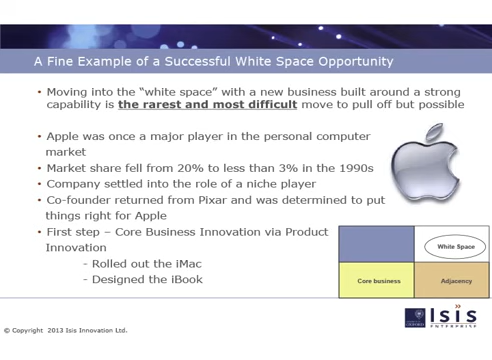 A Fine Example of a Successful White Space Opportunity
• Moving into the “white space” with a new business built around a strong
capability is the rarest and most difficult move to pull off but possible
• Apple was once a major player in the personal computer
market
• Market share fell from 20% to less than 3% in the 1990s
• Company settled into the role of a niche player
• Co-founder returned from Pixar and was determined to put
things right for Apple
• First step – Core Business Innovation via Product
Innovation
- Rolled out the iMac
- Designed the iBook
White Space
Core business
Adjacency
Isis
ENTERPRISE
© Copyright 2013 Isis Innovation Ltd.